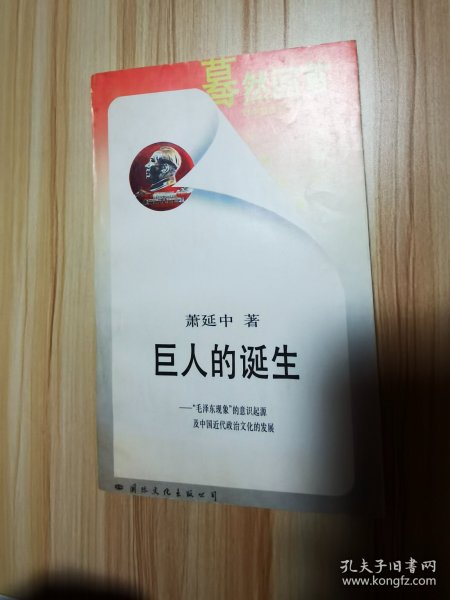 蓦然回首
萧延中 著
巨人的诞生
——“毛泽东现象”的意识起源
及中国近代政治文化的发展
国际文化出版公司
孔夫子旧书网
www.kongfz.com